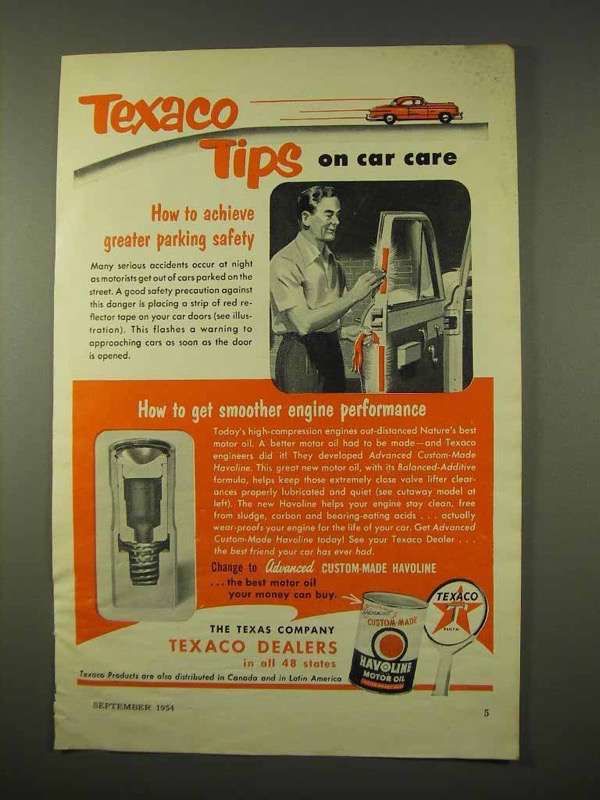 Texaco
Tips on car care
How to achieve
greater parking safety
Many serious accidents occur at night
as motorists get out of cars parked on the
street. A good safety precaution against
this danger is placing a strip of red re-
flector tape on your car doors (see illus-
tration). This flashes a warning to
approaching cars as soon as the door
is opened.
How to get smoother engine performance
Today's high-compression engines out-distanced Nature's best
motor oil. A better motor oil had to be made—and Texaco
engineers did it! They developed Advanced Custom-Made
Havoline. This great new motor oil, with its Balanced-Additive
formula, helps keep those extremely close valve lifter clear-
ances properly lubricated and quiet (see cutaway model at
left). The new Havoline helps your engine stay clean, free
from sludge, carbon and bearing-eating acids . . . actually
wear-proofs your engine for the life of your car. Get Advanced
Custom-Made Havoline today! See your Texaco Dealer . . .
the best friend your car has ever had.
Change to Advanced CUSTOM-MADE HAVOLINE
. . . the best motor oil
your money can buy.
Advanced
CUSTOM-MADE
HAVOLINE
MOTOR OIL
TEXACO
T
THE TEXAS COMPANY
TEXACO DEALERS
in all 48 states
Texaco Products are also distributed in Canada and in Latin America
SEPTEMBER 1954
5